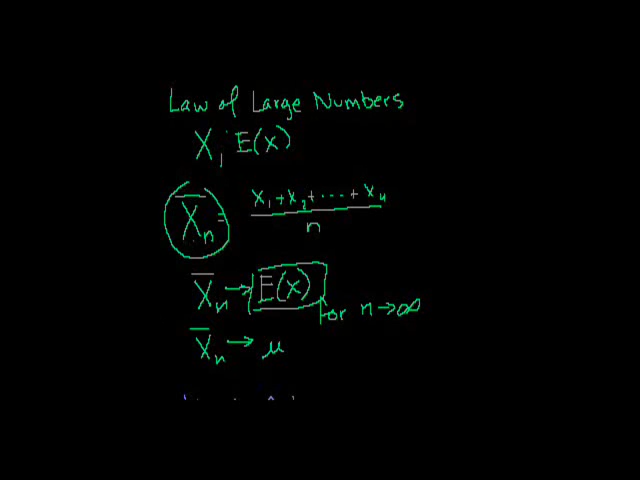 Law of Large Numbers
X, E(x)
X̄ₙ = x₁ + x₂ + ··· + xₙ / n
X̄ₙ → E(x) for n → ∞
X̄ₙ → μ